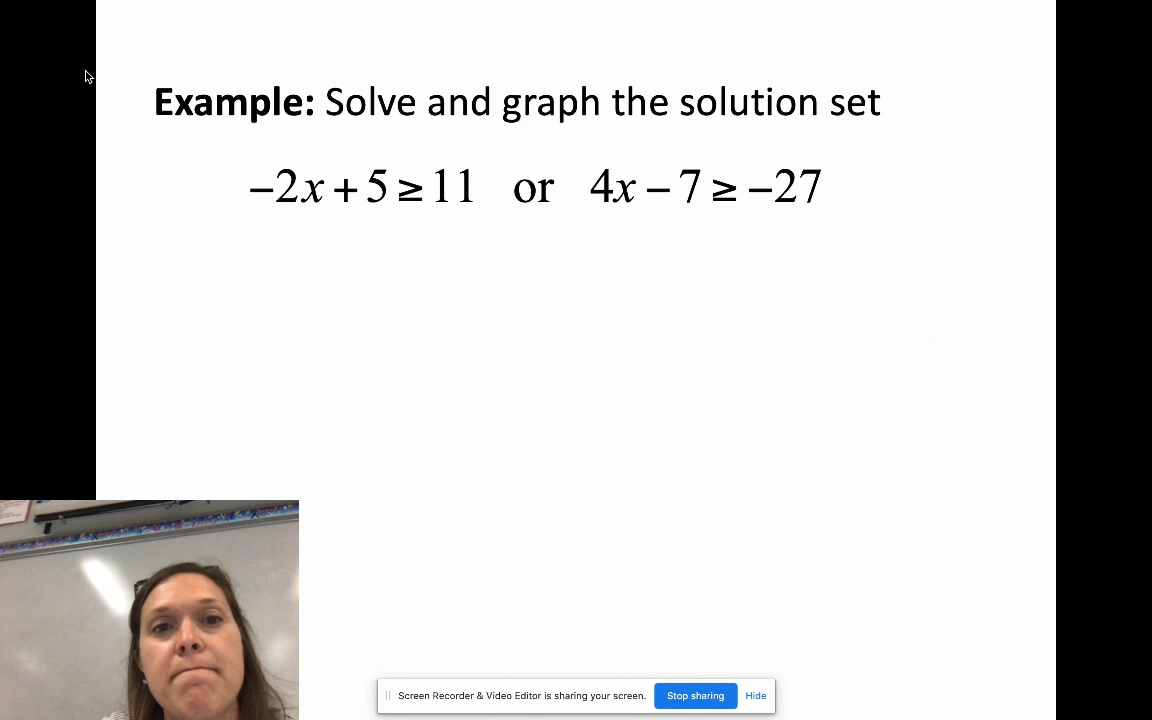 Example: Solve and graph the solution set
−2x + 5 ≥ 11 or 4x − 7 ≥ −27
Screen Recorder & Video Editor is sharing your screen. Stop sharing Hide